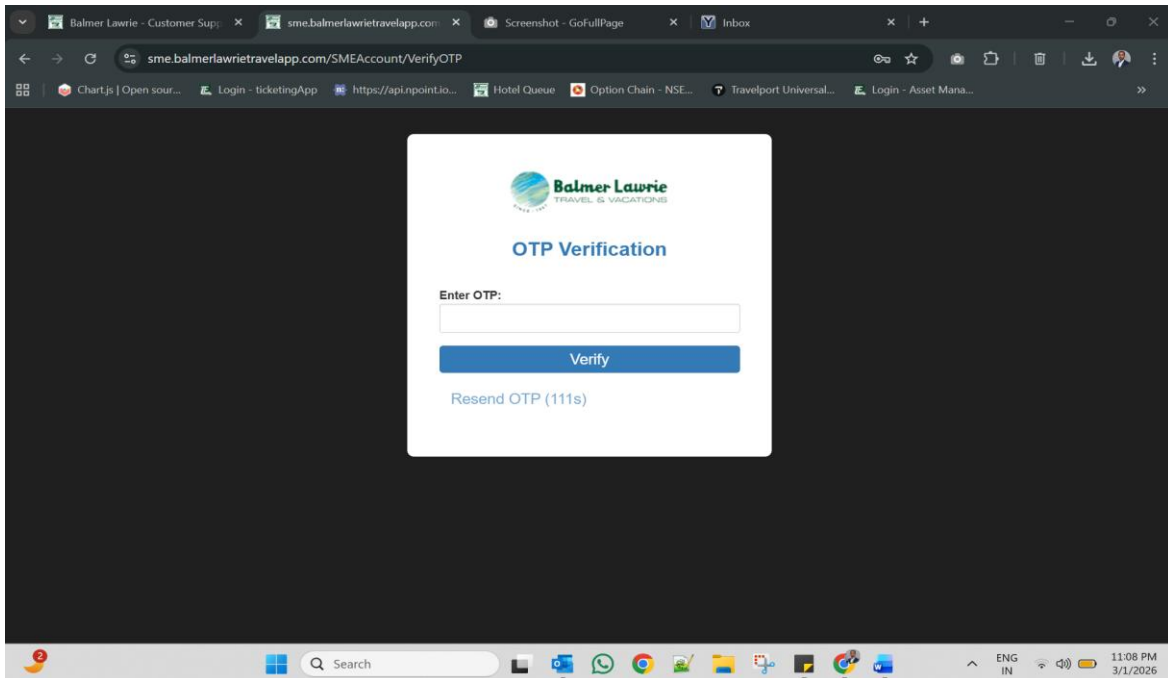 Balmer Lawrie - Customer Supp
sme.balmerlawrietravelapp.com
Screenshot - GoFullPage
Inbox
sme.balmerlawrietravelapp.com/SMEAccount/VerifyOTP
Chart.js | Open sour...
Login - ticketingApp
https://api.npoint.io...
Hotel Queue
Option Chain - NSE...
Travelport Universal...
Login - Asset Mana...
Balmer Lawrie
TRAVEL & VACATIONS
OTP Verification
Enter OTP:
Verify
Resend OTP (111s)
2
Search
ENG
IN
11:08 PM
3/1/2026